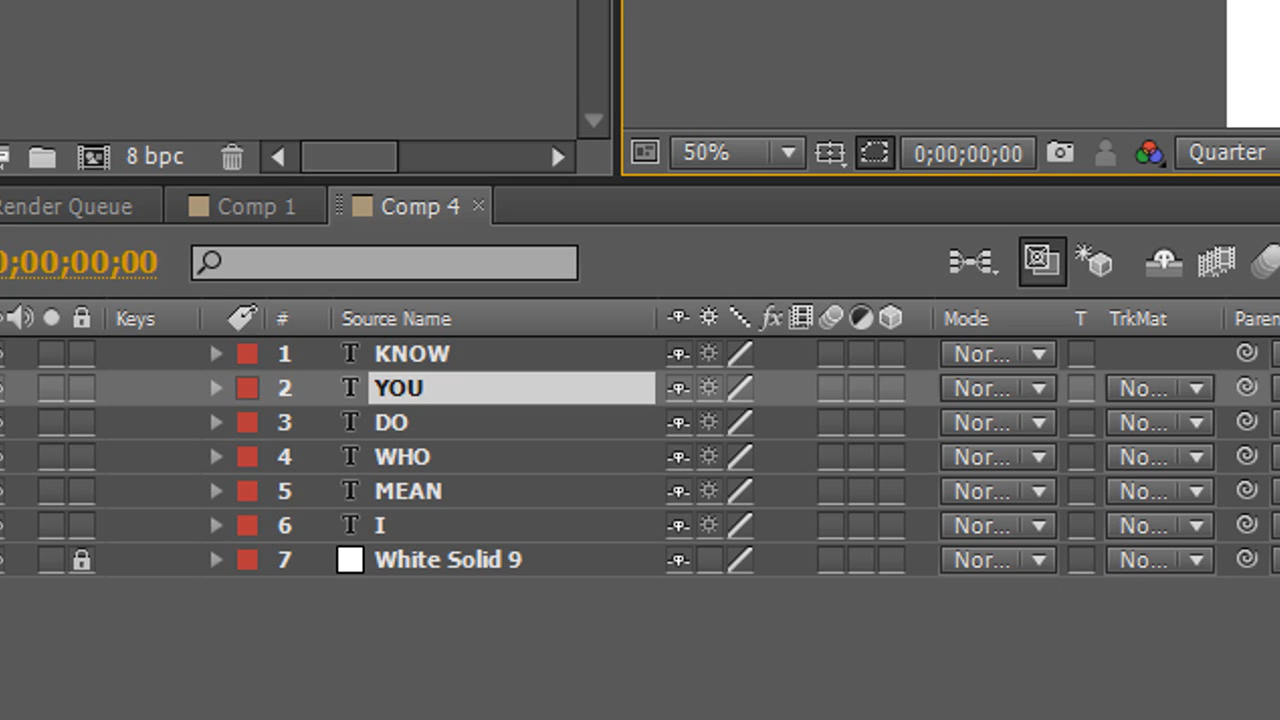 8 bpc
50%
0;00;00;00
Quarter
Render Queue
Comp 1
Comp 4
0;00;00;00
Keys
#
Source Name
fx
Mode
T
TrkMat
Paren
1 T KNOW Nor...
2 T YOU Nor... No...
3 T DO Nor... No...
4 T WHO Nor... No...
5 T MEAN Nor... No...
6 T I Nor... No...
7 White Solid 9 Nor... No...